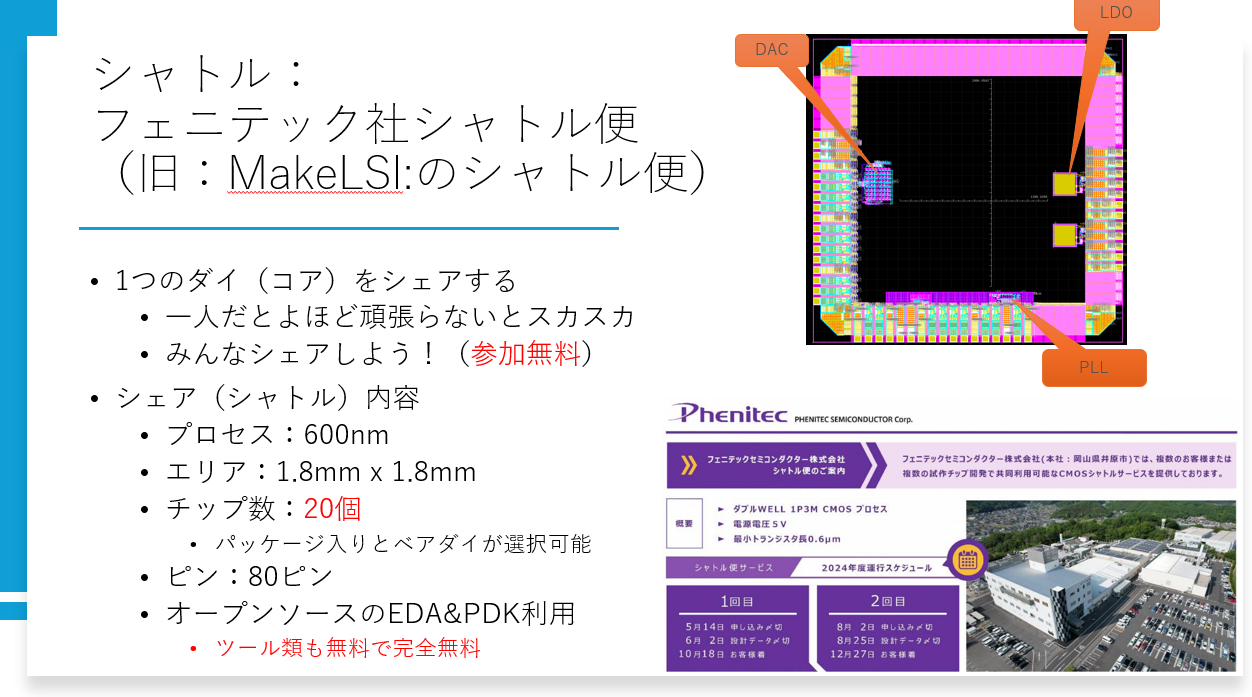 シャトル：
フェニテック社シャトル便
（旧：MakeLSI:のシャトル便）
• 1つのダイ（コア）をシェアする
• 一人だとよほど頑張らないとスカスカ
• みんなシェアしよう！（参加無料）
• シェア（シャトル）内容
• プロセス：600nm
• エリア：1.8mm x 1.8mm
• チップ数：20個
• パッケージ入りとベアダイが選択可能
• ピン：80ピン
• オープンソースのEDA&PDK利用
• ツール類も無料で完全無料
LDO
DAC
PLL
Phenitec PHENITEC SEMICONDUCTOR Corp.
フェニテックセミコンダクター株式会社
シャトル便のご案内
フェニテックセミコンダクター株式会社(本社：岡山県井原市)では、複数のお客様または
複数の試作チップ開発で共同利用可能なCMOSシャトルサービスを提供しております。
概要
► ダブルWELL 1P3M CMOS プロセス
► 電源電圧５V
► 最小トランジスタ長0.6μm
シャトル便サービス
2024年度運行スケジュール
1回目
5月14日 申し込み〆切
6月 2日 設計データ〆切
10月18日 お客様着
2回目
8月 2日 申し込み〆切
8月25日 設計データ〆切
12月27日 お客様着